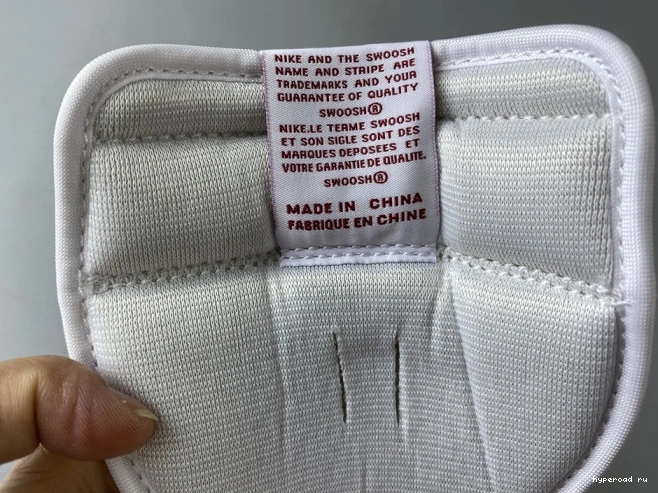 NIKE AND THE SWOOSH
NAME AND STRIPE ARE
TRADEMARKS AND YOUR
GUARANTEE OF QUALITY
SWOOSH®
NIKE.LE TERME SWOOSH
ET SON SIGLE SONT DES
MARQUES DEPOSEES ET
VOTRE GARANTIE DE QUALITE.
SWOOSH®
MADE IN CHINA
FABRIQUE EN CHINE
hyperoad ru